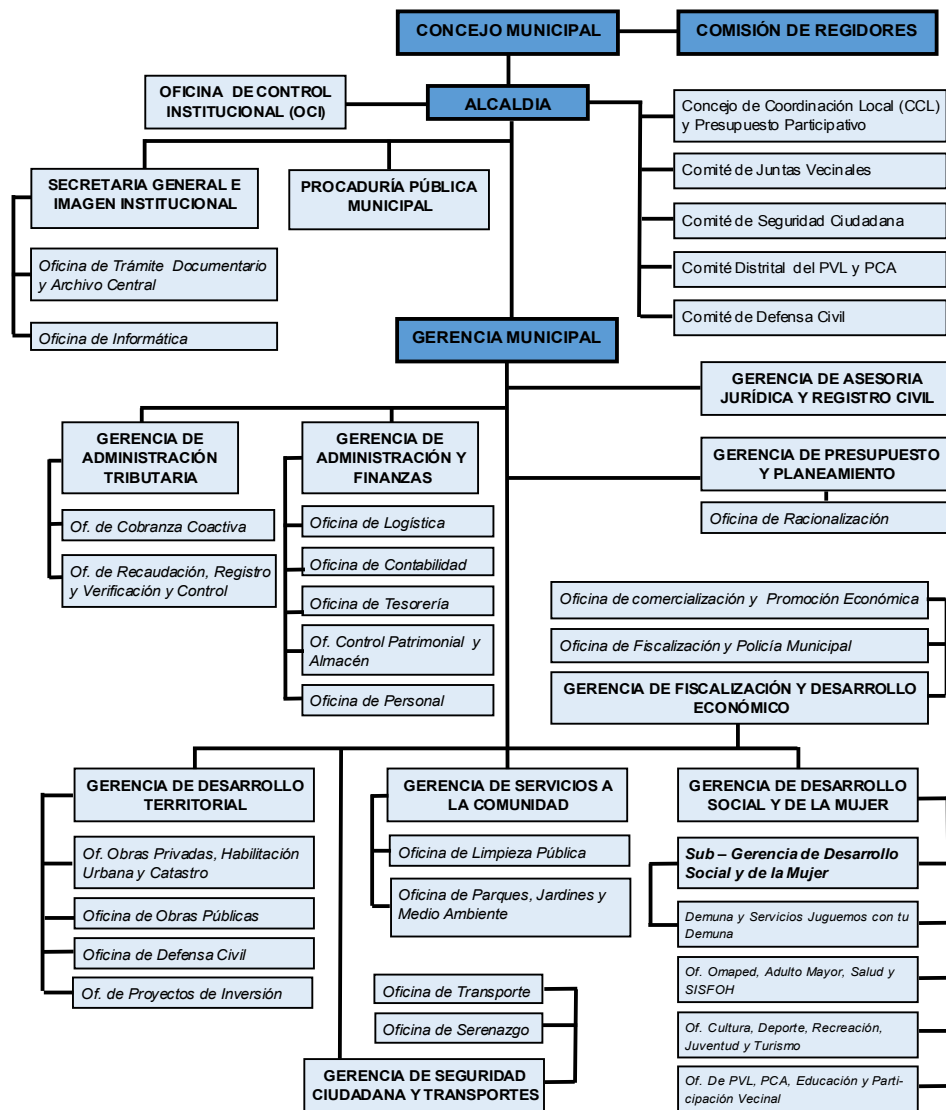 CONCEJO MUNICIPAL
COMISIÓN DE REGIDORES
OFICINA DE CONTROL
INSTITUCIONAL (OCI)
ALCALDIA
Concejo de Coordinación Local (CCL)
y Presupuesto Participativo
Comité de Juntas Vecinales
Comité de Seguridad Ciudadana
Comité Distrital del PVL y PCA
Comité de Defensa Civil
SECRETARIA GENERAL E
IMAGEN INSTITUCIONAL
PROCADURÍA PÚBLICA
MUNICIPAL
Oficina de Trámite Documentario
y Archivo Central
Oficina de Informática
GERENCIA MUNICIPAL
GERENCIA DE ASESORIA
JURÍDICA Y REGISTRO CIVIL
GERENCIA DE PRESUPUESTO
Y PLANEAMIENTO
Oficina de Racionalización
GERENCIA DE
ADMINISTRACIÓN
TRIBUTARIA
Of. de Cobranza Coactiva
Of. de Recaudación, Registro
y Verificación y Control
GERENCIA DE
ADMINISTRACIÓN Y
FINANZAS
Oficina de Logística
Oficina de Contabilidad
Oficina de Tesorería
Of. Control Patrimonial y
Almacén
Oficina de Personal
Oficina de comercialización y Promoción Económica
Oficina de Fiscalización y Policía Municipal
GERENCIA DE FISCALIZACIÓN Y DESARROLLO
ECONÓMICO
GERENCIA DE DESARROLLO
TERRITORIAL
Of. Obras Privadas, Habilitación
Urbana y Catastro
Oficina de Obras Públicas
Oficina de Defensa Civil
Of. de Proyectos de Inversión
GERENCIA DE SERVICIOS A
LA COMUNIDAD
Oficina de Limpieza Pública
Oficina de Parques, Jardines y
Medio Ambiente
Oficina de Transporte
Oficina de Serenazgo
GERENCIA DE SEGURIDAD
CIUDADANA Y TRANSPORTES
GERENCIA DE DESARROLLO
SOCIAL Y DE LA MUJER
Sub – Gerencia de Desarrollo
Social y de la Mujer
Demuna y Servicios Juguemos con tu
Demuna
Of. Omaped, Adulto Mayor, Salud y
SISFOH
Of. Cultura, Deporte, Recreación,
Juventud y Turismo
Of. De PVL, PCA, Educación y Parti-
cipación Vecinal